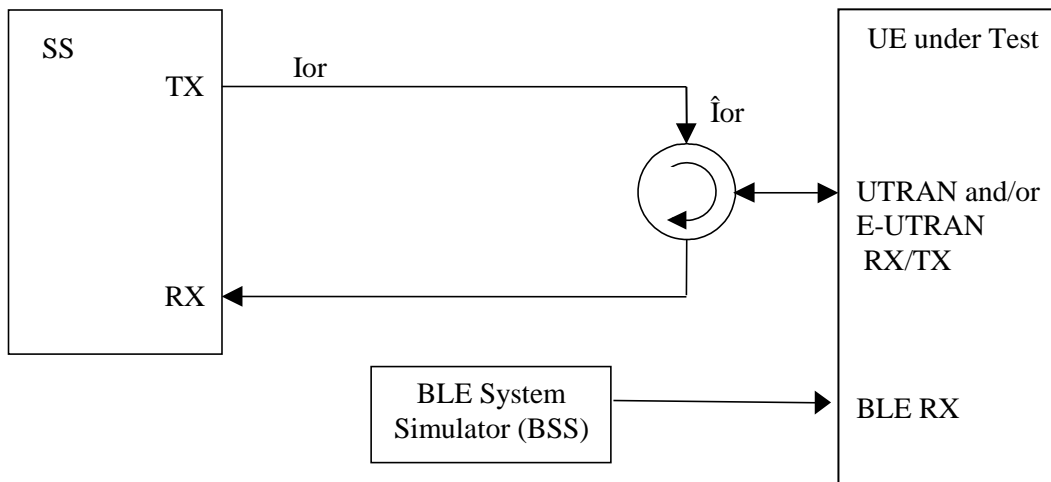 SS
TX
Ior
Îor
RX
UE under Test
UTRAN and/or
E-UTRAN
RX/TX
BLE System
Simulator (BSS)
BLE RX